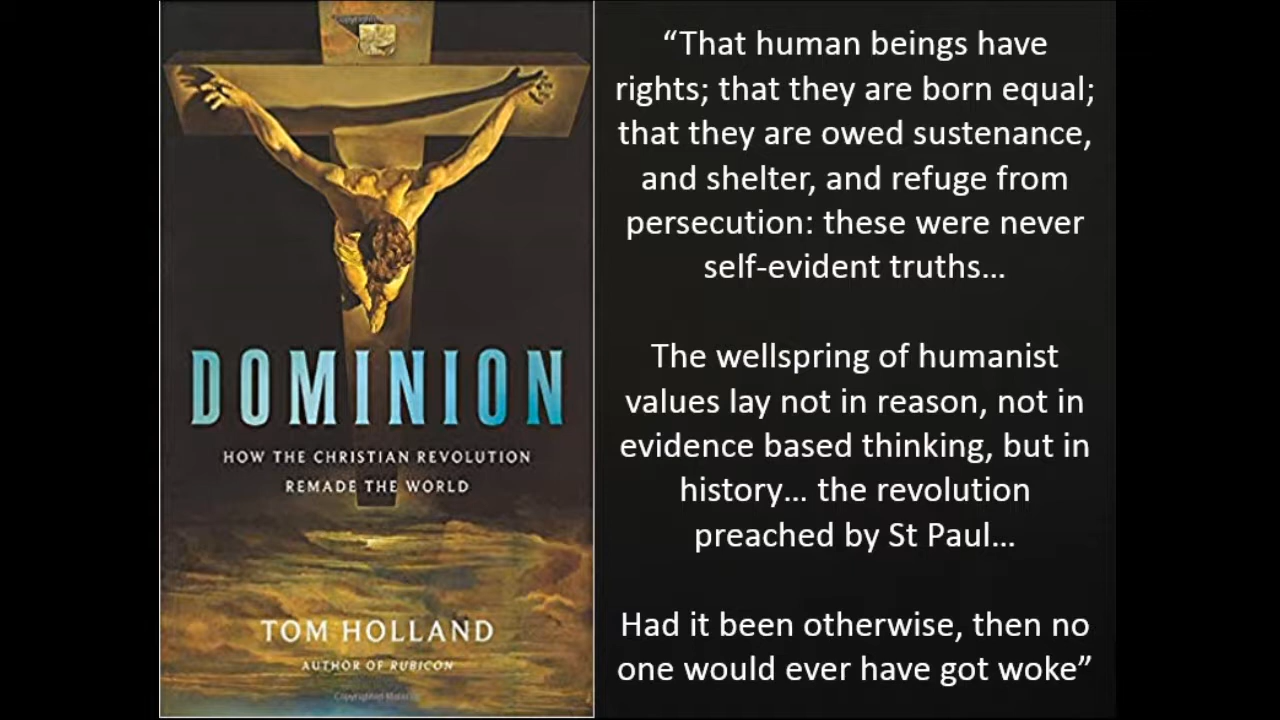 DOMINION
HOW THE CHRISTIAN REVOLUTION
REMADE THE WORLD
TOM HOLLAND
AUTHOR OF RUBICON
Copyrighted Material
“That human beings have
rights; that they are born equal;
that they are owed sustenance,
and shelter, and refuge from
persecution: these were never
self-evident truths...
The wellspring of humanist
values lay not in reason, not in
evidence based thinking, but in
history... the revolution
preached by St Paul...
Had it been otherwise, then no
one would ever have got woke”